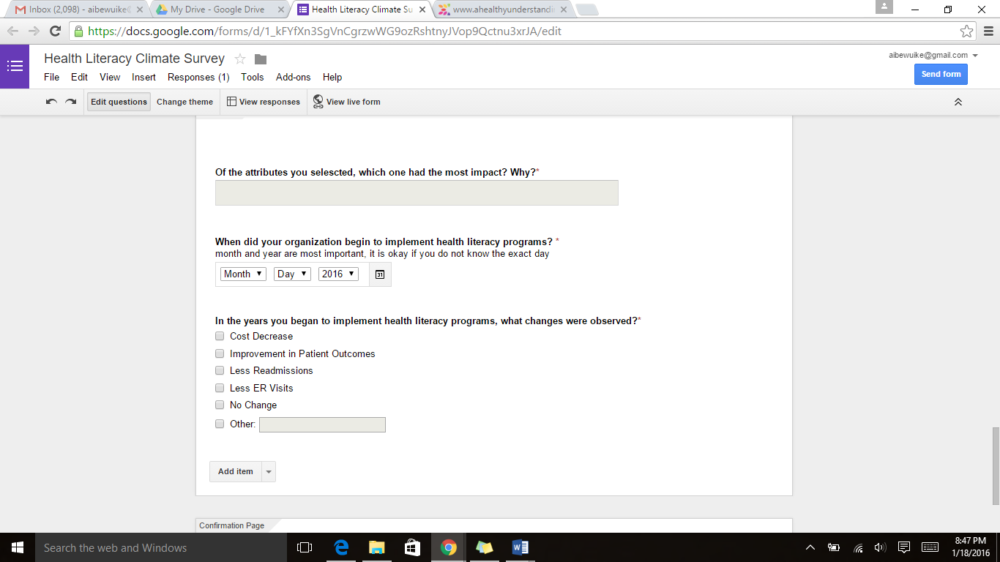 Inbox (2,098) - aibewuike
My Drive - Google Drive
Health Literacy Climate Su
www.ahealthyunderstandi
https://docs.google.com/forms/d/1_kFYfXn3SgVnCgrzwWG9ozRshtnyJVop9Qctnu3xrJA/edit
Health Literacy Climate Survey
aibewuike@gmail.com
File Edit View Insert Responses (1) Tools Add-ons Help
Send form
Edit questions Change theme View responses View live form
Of the attributes you selescted, which one had the most impact? Why?*
When did your organization begin to implement health literacy programs? *
month and year are most important, it is okay if you do not know the exact day
Month Day 2016 31
In the years you began to implement health literacy programs, what changes were observed?*
Cost Decrease
Improvement in Patient Outcomes
Less Readmissions
Less ER Visits
No Change
Other:
Add item
Confirmation Page
Search the web and Windows
8:47 PM
1/18/2016